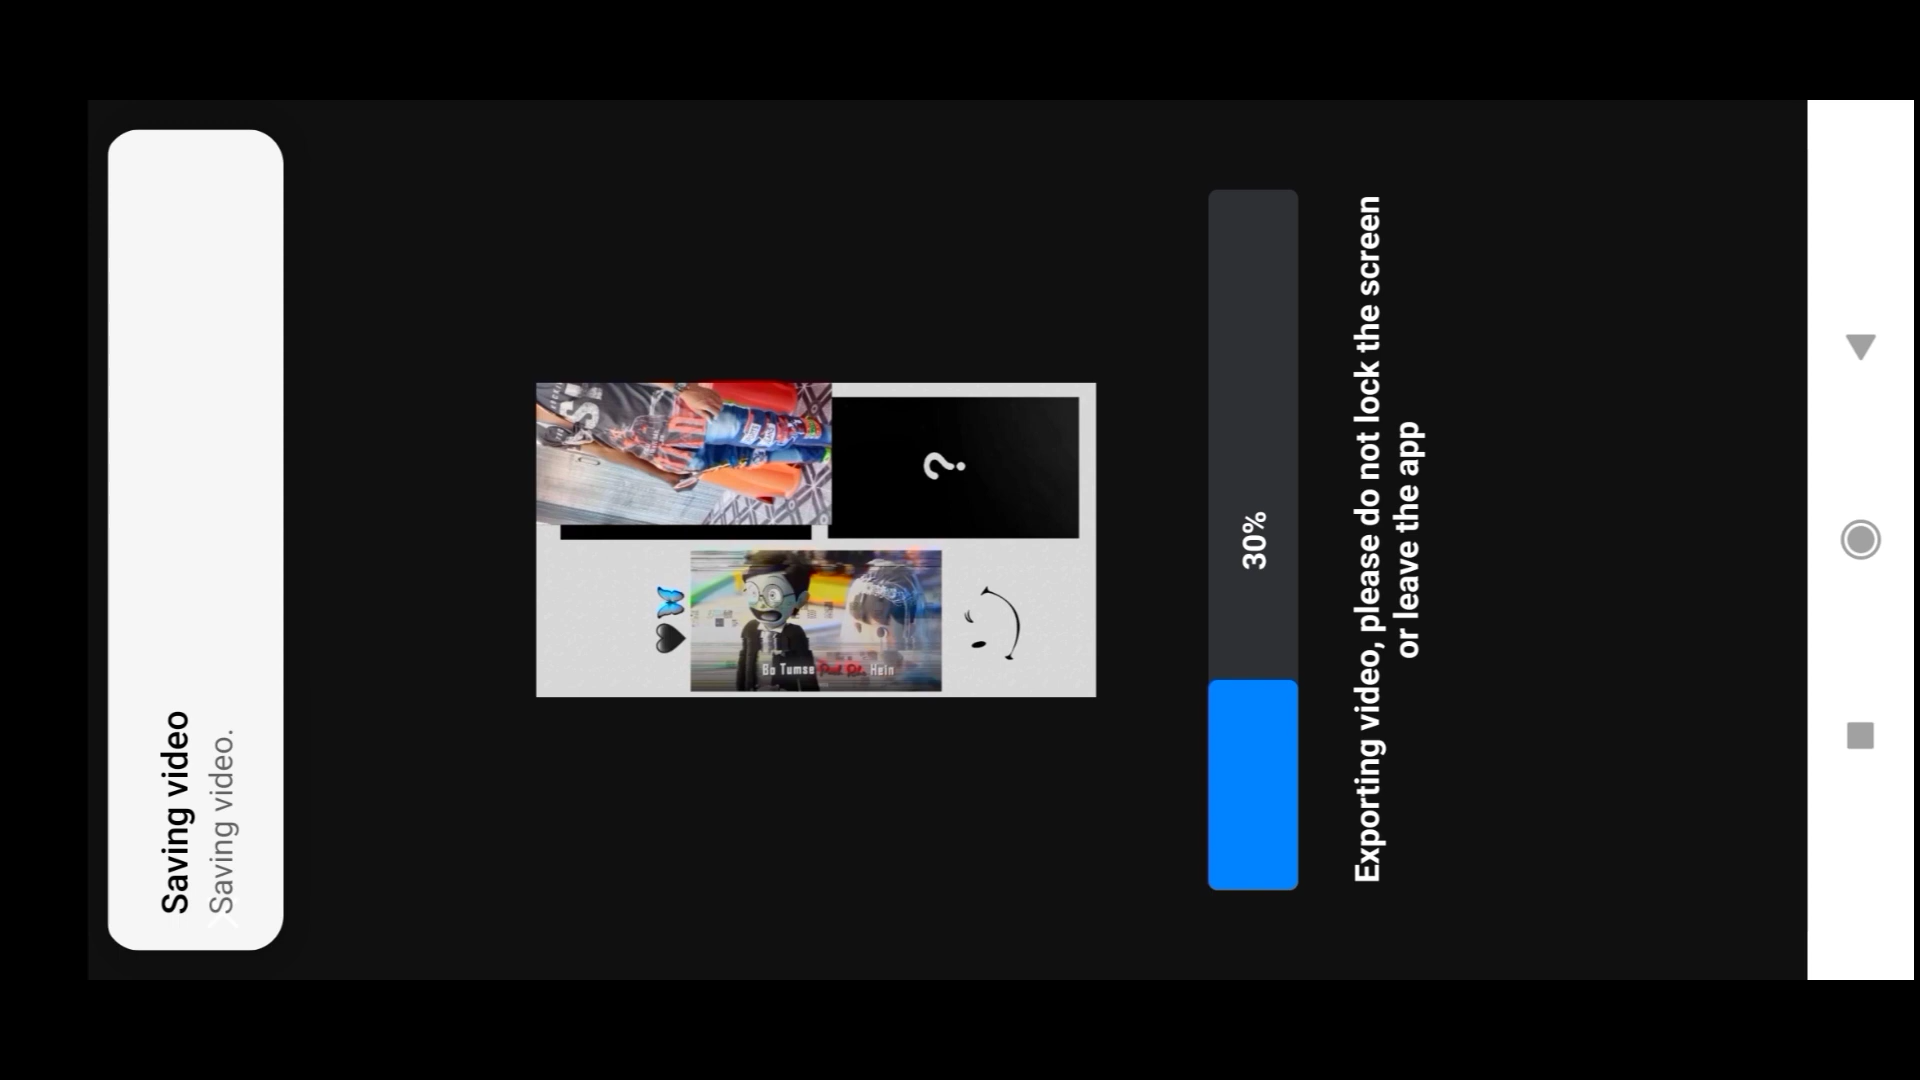 Saving video
Saving video.
?
Bo Tumse
Hein
30%
Exporting video, please do not lock the screen
or leave the app